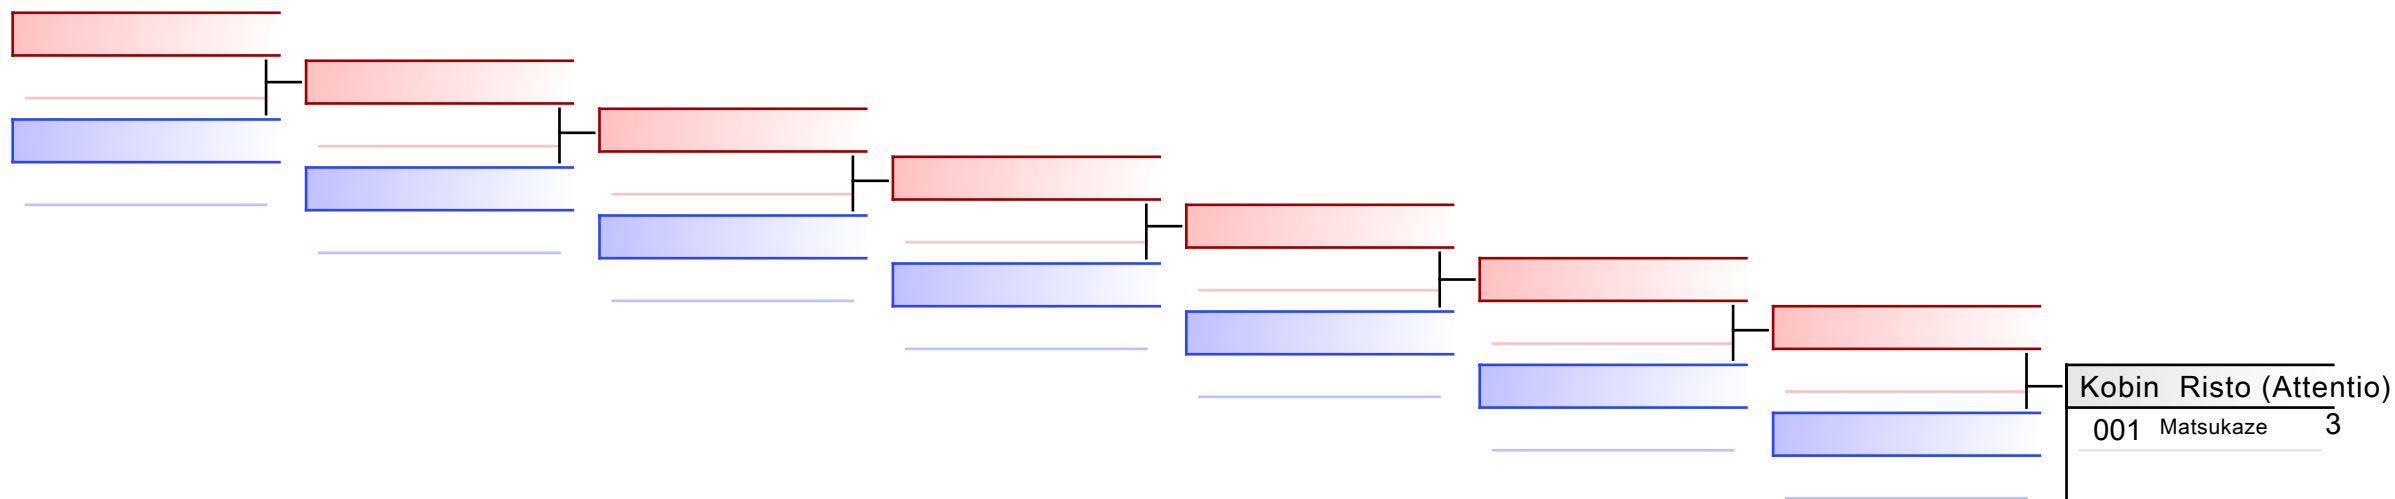 Kobin Risto (Attentio)
001 Matsukaze 3